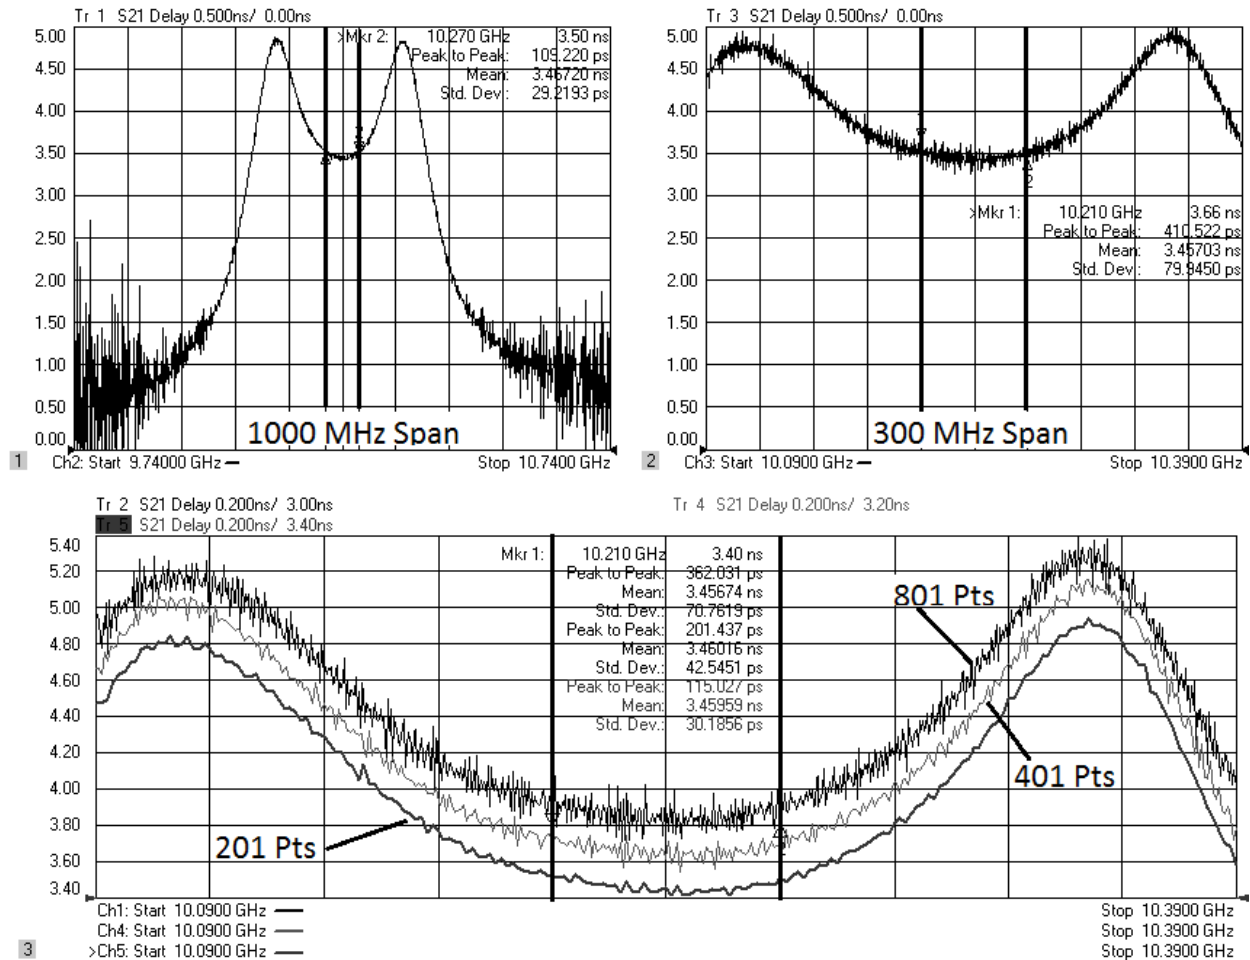 Tr 1 S21 Delay 0.500ns/ 0.00ns
5.00
4.50
4.00
3.50
3.00
2.50
2.00
1.50
1.00
0.50
0.00
>Mkr 2: 10.270 GHz 3.50 ns
Peak to Peak: 109.220 ps
Mean: 3.46720 ns
Std. Dev: 29.2193 ps
1000 MHz Span
1 Ch2: Start 9.74000 GHz Stop 10.7400 GHz
Tr 3 S21 Delay 0.500ns/ 0.00ns
5.00
4.50
4.00
3.50
3.00
2.50
2.00
1.50
1.00
0.50
0.00
>Mkr 1: 10.210 GHz 3.66 ns
Peak to Peak: 410.522 ps
Mean: 3.45703 ns
Std. Dev: 79.9450 ps
300 MHz Span
2 Ch3: Start 10.0900 GHz Stop 10.3900 GHz
Tr 2 S21 Delay 0.200ns/ 3.00ns
Tr 4 S21 Delay 0.200ns/ 3.20ns
Tr 5 S21 Delay 0.200ns/ 3.40ns
5.40
5.20
5.00
4.80
4.60
4.40
4.20
4.00
3.80
3.60
3.40
Mkr 1: 10.210 GHz 3.40 ns
Peak to Peak: 362.031 ps
Mean: 3.45674 ns
Std. Dev: 70.7619 ps
Peak to Peak: 201.437 ps
Mean: 3.46016 ns
Std. Dev.: 42.5451 ps
Peak to Peak: 115.027 ps
Mean: 3.45959 ns
Std. Dev.: 30.1856 ps
801 Pts
401 Pts
201 Pts
Ch1: Start 10.0900 GHz Stop 10.3900 GHz
Ch4: Start 10.0900 GHz Stop 10.3900 GHz
3 >Ch5: Start 10.0900 GHz Stop 10.3900 GHz